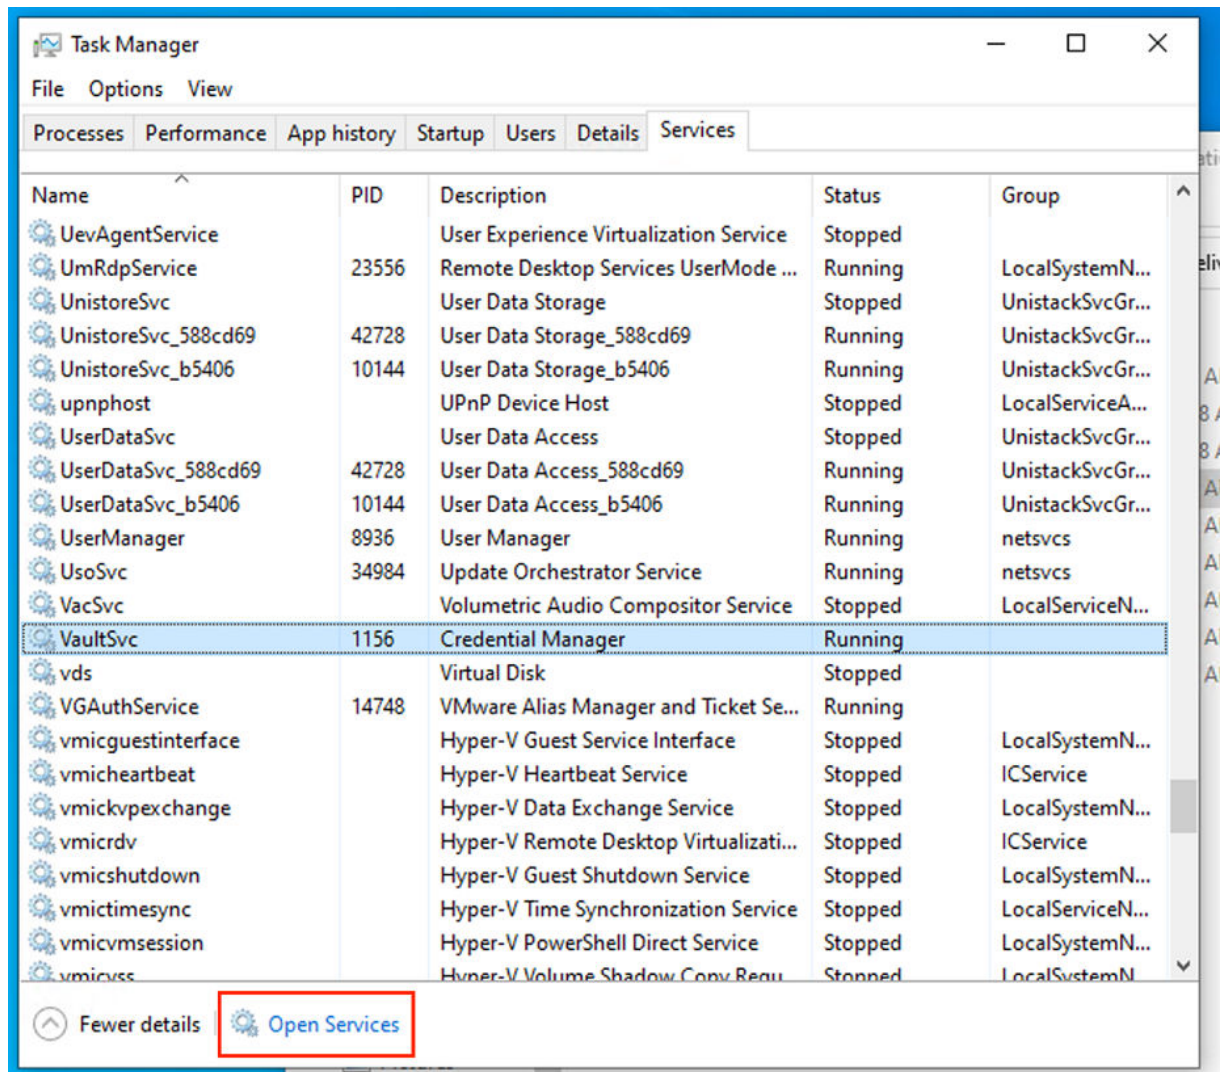 Task Manager
File Options View
Processes Performance App history Startup Users Details Services
Name PID Description Status Group
UevAgentService User Experience Virtualization Service Stopped
UmRdpService 23556 Remote Desktop Services UserMode ... Running LocalSystemN...
UnistoreSvc User Data Storage Stopped UnistackSvcGr...
UnistoreSvc_588cd69 42728 User Data Storage_588cd69 Running UnistackSvcGr...
UnistoreSvc_b5406 10144 User Data Storage_b5406 Running UnistackSvcGr...
upnphost UPnP Device Host Stopped LocalServiceA...
UserDataSvc User Data Access Stopped UnistackSvcGr...
UserDataSvc_588cd69 42728 User Data Access_588cd69 Running UnistackSvcGr...
UserDataSvc_b5406 10144 User Data Access_b5406 Running UnistackSvcGr...
UserManager 8936 User Manager Running netsvcs
UsoSvc 34984 Update Orchestrator Service Running netsvcs
VacSvc Volumetric Audio Compositor Service Stopped LocalServiceN...
VaultSvc 1156 Credential Manager Running
vds Virtual Disk Stopped
VGAuthService 14748 VMware Alias Manager and Ticket Se... Running
vmicguestinterface Hyper-V Guest Service Interface Stopped LocalSystemN...
vmicheartbeat Hyper-V Heartbeat Service Stopped ICService
vmickvpexchange Hyper-V Data Exchange Service Stopped LocalSystemN...
vmicrdv Hyper-V Remote Desktop Virtualizati... Stopped ICService
vmicshutdown Hyper-V Guest Shutdown Service Stopped LocalSystemN...
vmictimesync Hyper-V Time Synchronization Service Stopped LocalServiceN...
vmicvmsession Hyper-V PowerShell Direct Service Stopped LocalSystemN...
vmicvss Hyper-V Volume Shadow Copy Requ Stopped LocalSystemN
Fewer details Open Services